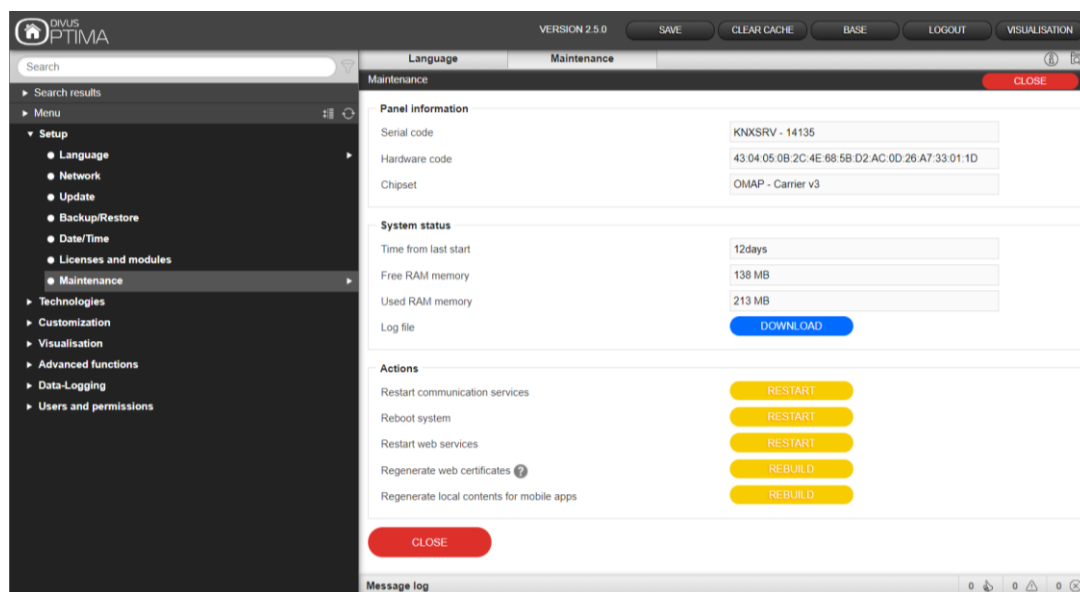 DIVUS
OPTIMA
VERSION 2.5.0 SAVE CLEAR CACHE BASE LOGOUT VISUALISATION
Search
Search results
Menu
Setup
Language
Network
Update
Backup/Restore
Date/Time
Licenses and modules
Maintenance
Technologies
Customization
Visualisation
Advanced functions
Data-Logging
Users and permissions
Language Maintenance
Maintenance CLOSE
Panel information
Serial code KNXSRV - 14135
Hardware code 43:04:05:0B:2C:4E:68:5B:D2:AC:0D:26:A7:33:01:1D
Chipset OMAP - Carrier v3
System status
Time from last start 12days
Free RAM memory 138 MB
Used RAM memory 213 MB
Log file DOWNLOAD
Actions
Restart communication services RESTART
Reboot system RESTART
Restart web services RESTART
Regenerate web certificates ? REBUILD
Regenerate local contents for mobile apps REBUILD
CLOSE
Message log 0 0 0